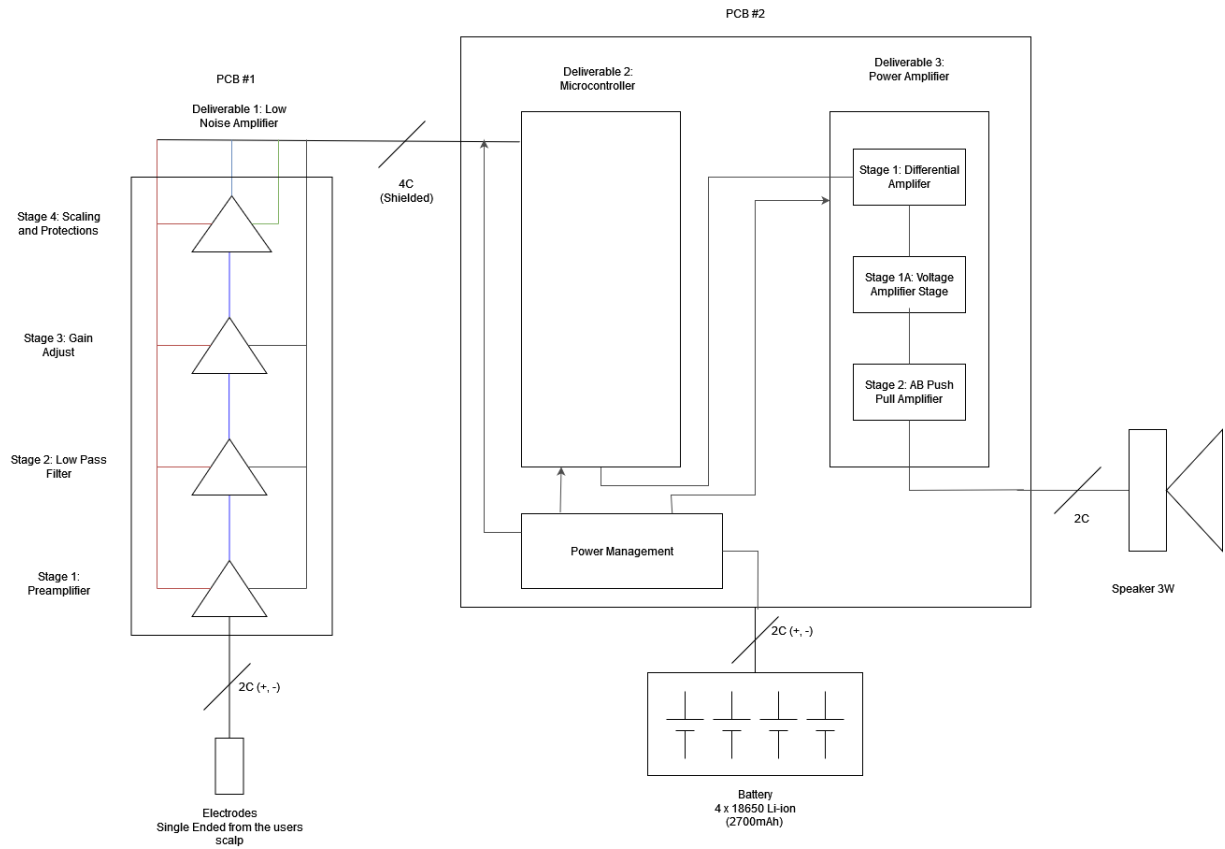 PCB #2
PCB #1
Deliverable 1: Low
Noise Amplifier
Deliverable 2:
Microcontroller
Deliverable 3:
Power Amplifier
4C
(Shielded)
Stage 4: Scaling
and Protections
Stage 3: Gain
Adjust
Stage 2: Low Pass
Filter
Stage 1:
Preamplifier
Stage 1: Differential
Amplifer
Stage 1A: Voltage
Amplifier Stage
Stage 2: AB Push
Pull Amplifier
Power Management
2C
Speaker 3W
2C (+, -)
2C (+, -)
Electrodes
Single Ended from the users
scalp
Battery
4 x 18650 Li-ion
(2700mAh)